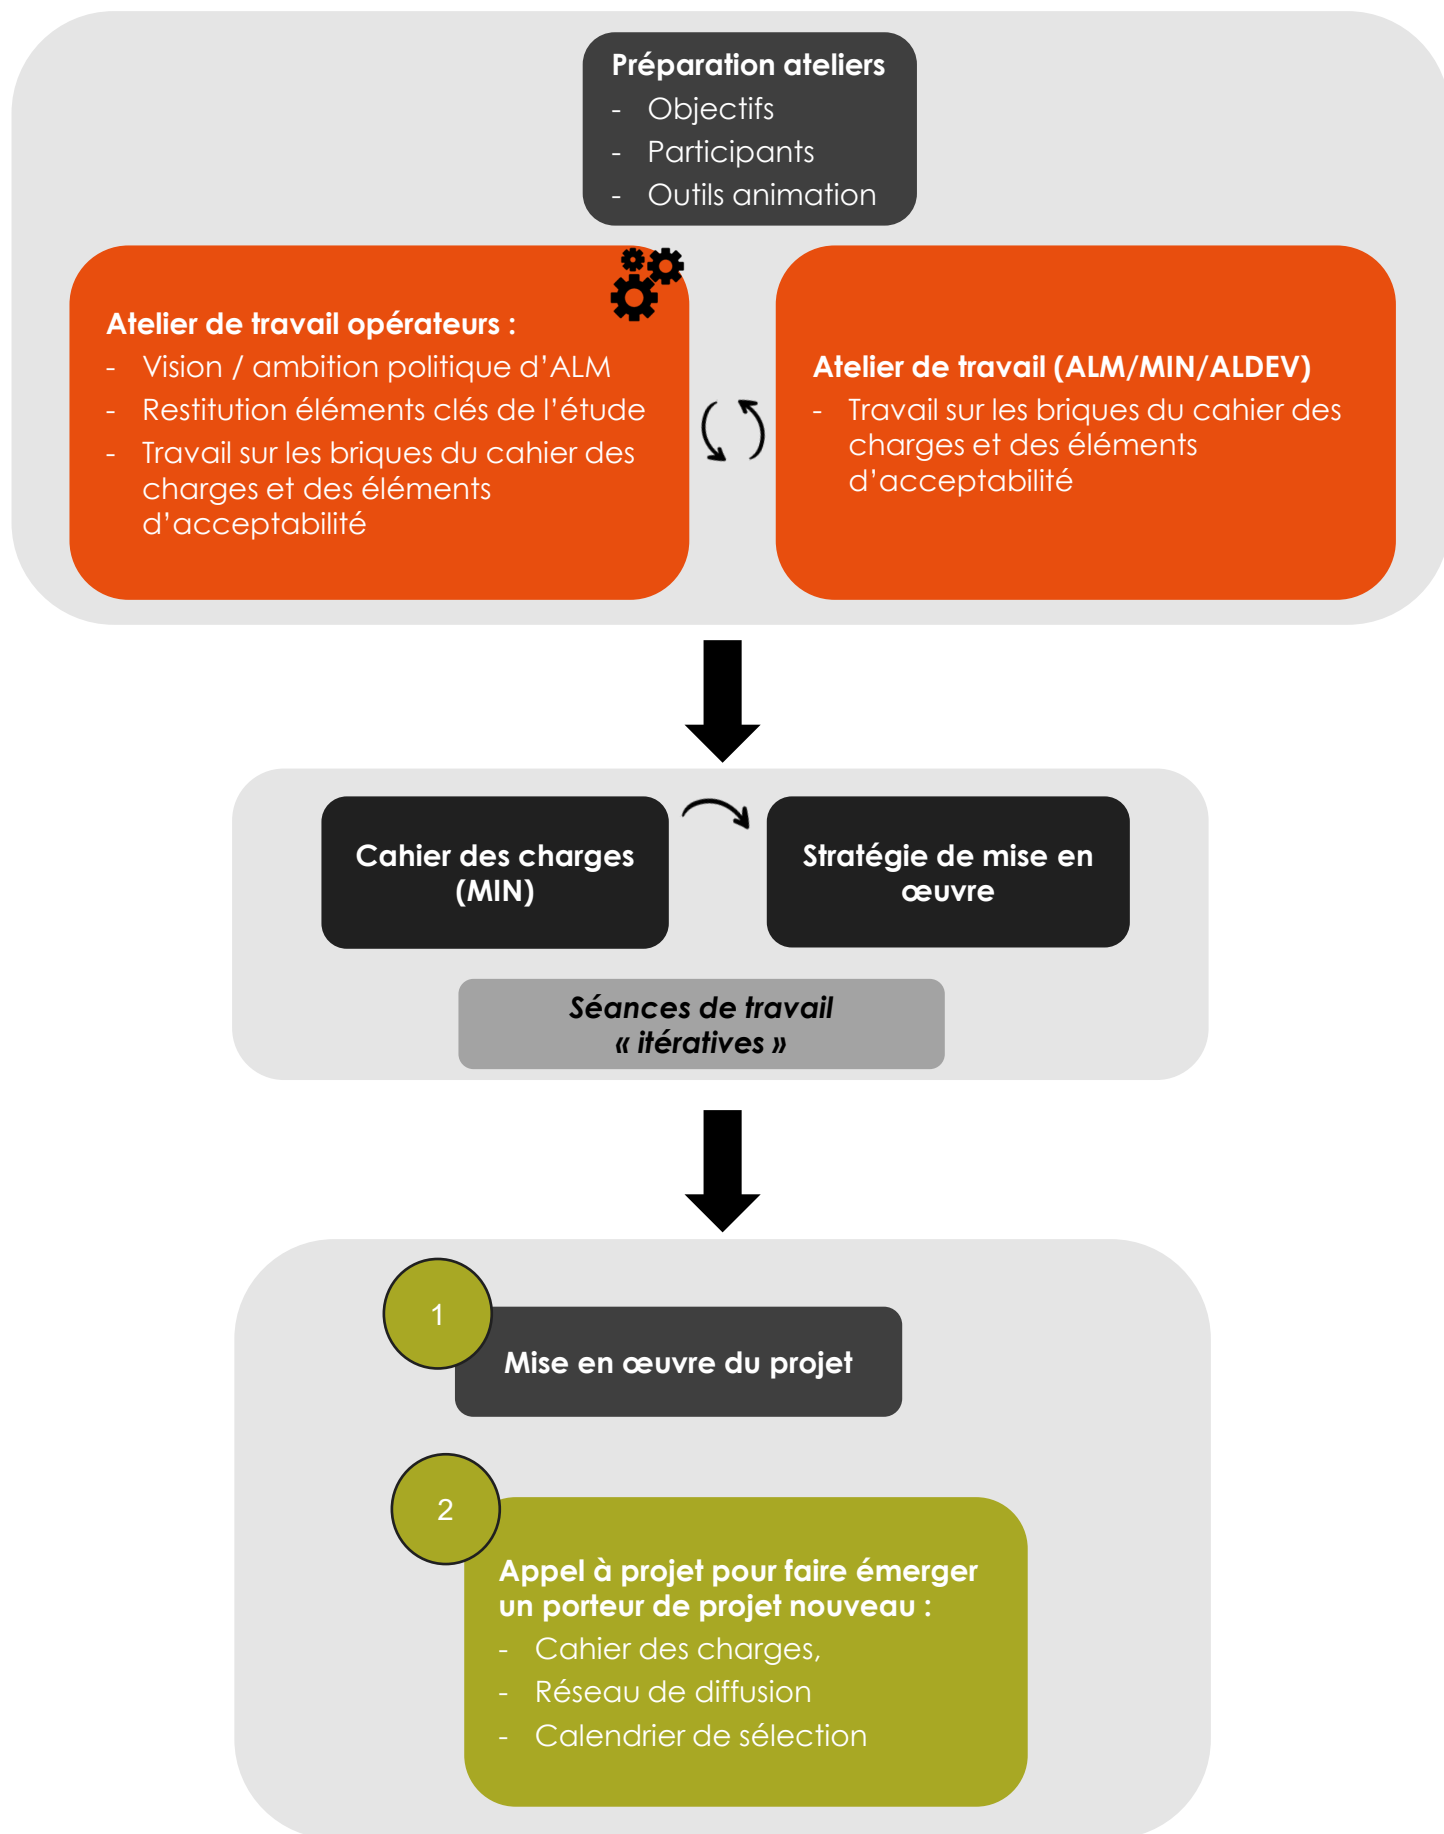 Préparation ateliers
- Objectifs
- Participants
- Outils animation
Atelier de travail opérateurs :
- Vision / ambition politique d’ALM
- Restitution éléments clés de l’étude
- Travail sur les briques du cahier des
charges et des éléments
d’acceptabilité
Atelier de travail (ALM/MIN/ALDEV)
- Travail sur les briques du cahier des
charges et des éléments
d’acceptabilité
Cahier des charges
(MIN)
Stratégie de mise en
œuvre
Séances de travail
« itératives »
1
Mise en œuvre du projet
2
Appel à projet pour faire émerger
un porteur de projet nouveau :
- Cahier des charges,
- Réseau de diffusion
- Calendrier de sélection